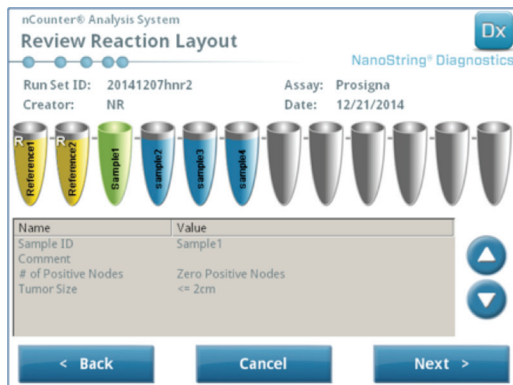 nCounter® Analysis System
Dx
Review Reaction Layout
NanoString® Diagnostics
Run Set ID: 20141207hnr2 Assay: Prosigna
Creator: NR Date: 12/21/2014
R R
Reference1 Reference2 Sample1 sample2 sample3 sample4
Name Value
Sample ID Sample1
Comment
# of Positive Nodes Zero Positive Nodes
Tumor Size <= 2cm
< Back Cancel Next >